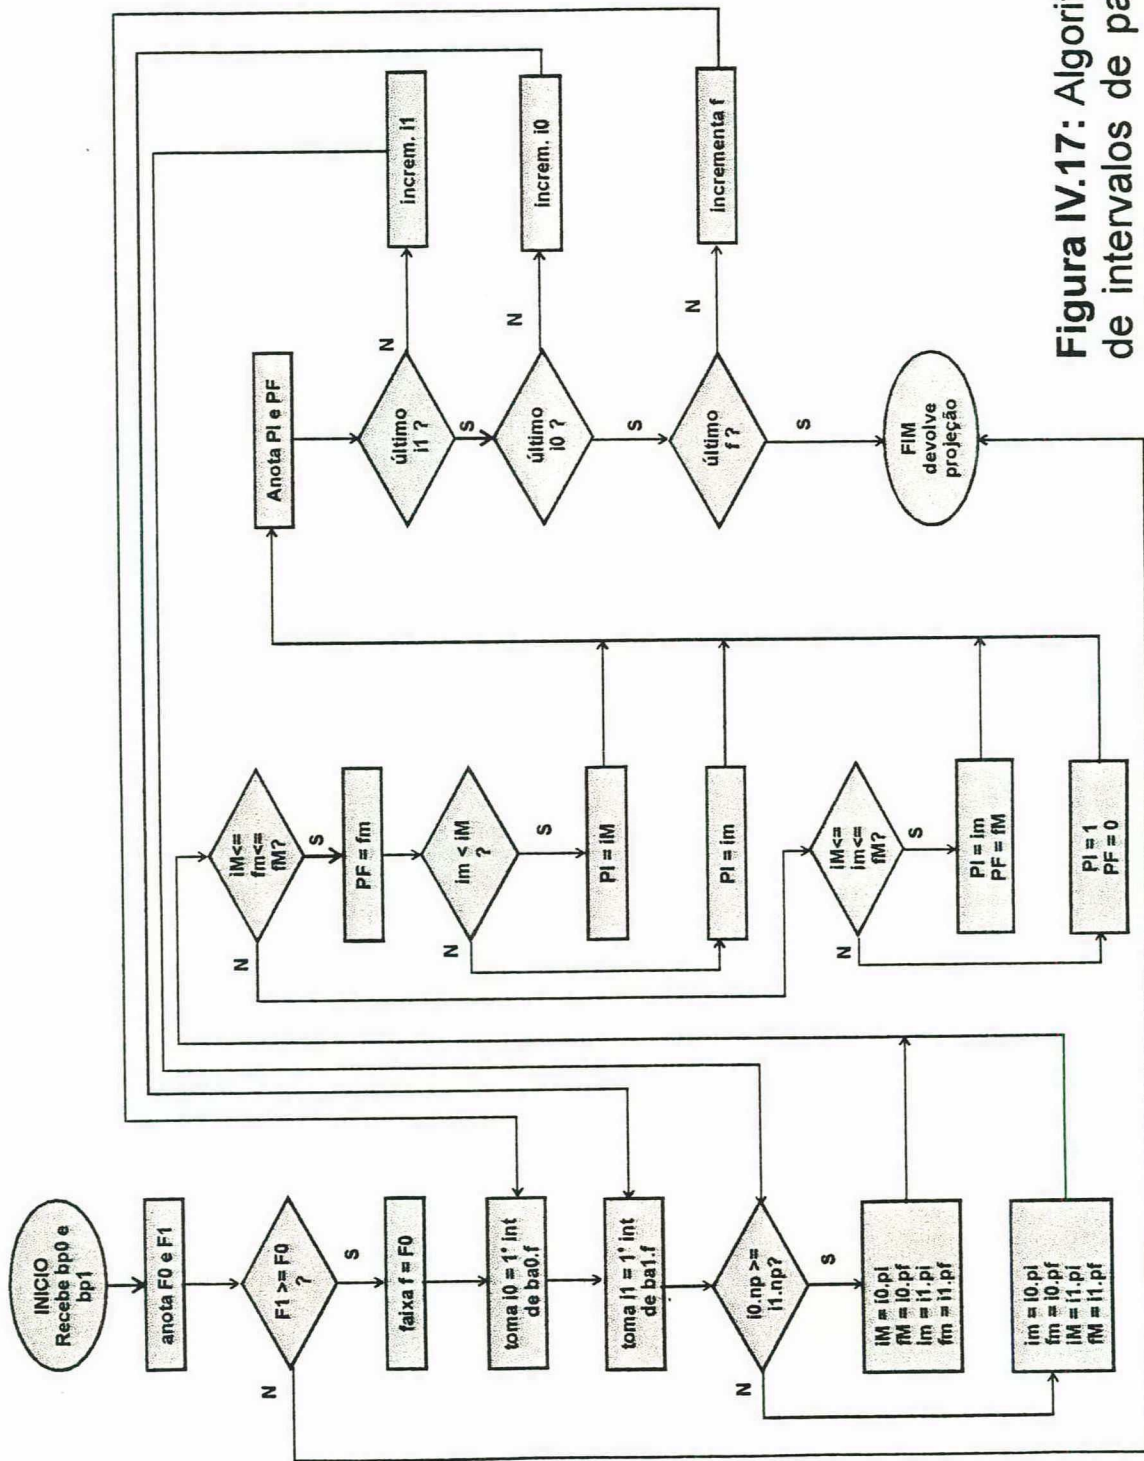 INICIO
Recebe bp0 e
bp1
anota F0 e F1
F1 >= F0
?
N
S
faixa f = F0
toma i0 = 1° int
de ba0.f
toma i1 = 1° int
de ba1.f
i0.np >=
i1.np?
N
S
iM = i0.pi
fM = i0.pf
im = i1.pi
fm = i1.pf
im = i0.pi
fm = i0.pf
iM = i1.pi
fM = i1.pf
iM<=
fm<=
fM?
N
S
PF = fm
im < iM
?
N
S
PI = iM
PI = im
iM<=
im<=
fM?
N
S
PI = im
PF = fM
PI = 1
PF = 0
Anota PI e PF
último
i1 ?
N
S
increm. i1
último
i0 ?
N
S
increm. i0
último
f ?
N
S
incrementa f
FIM
devolve
projeção
Figura IV.17: Algori
de intervalos de pa